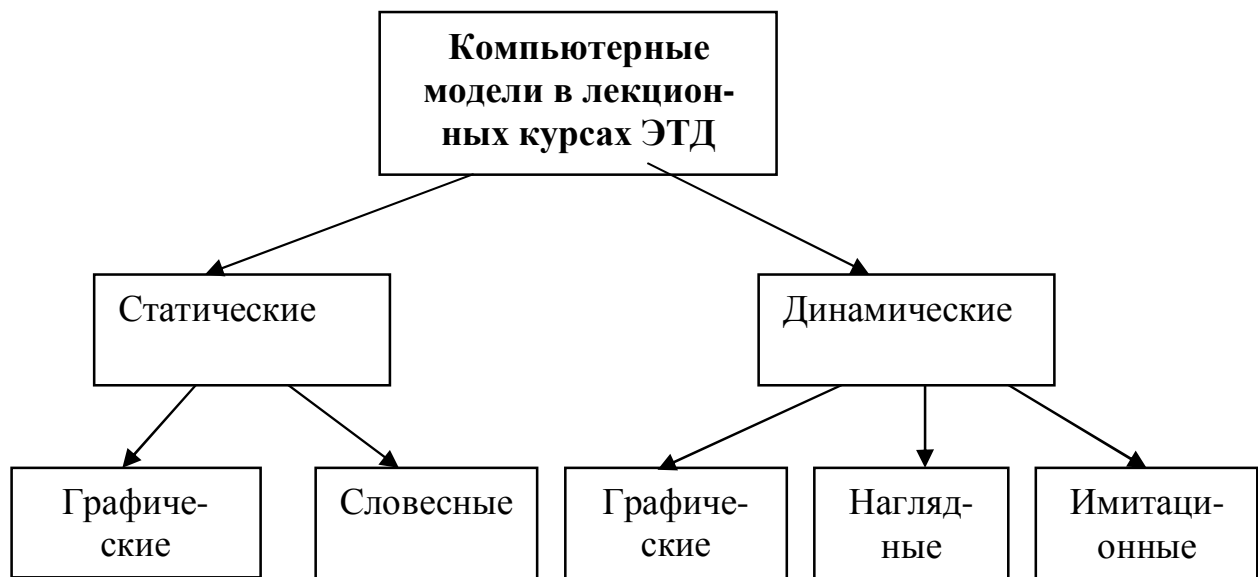 Компьютерные
модели в лекцион-
ных курсах ЭТД
Статические
Динамические
Графиче-
ские
Словесные
Графиче-
ские
Нагляд-
ные
Имитаци-
онные